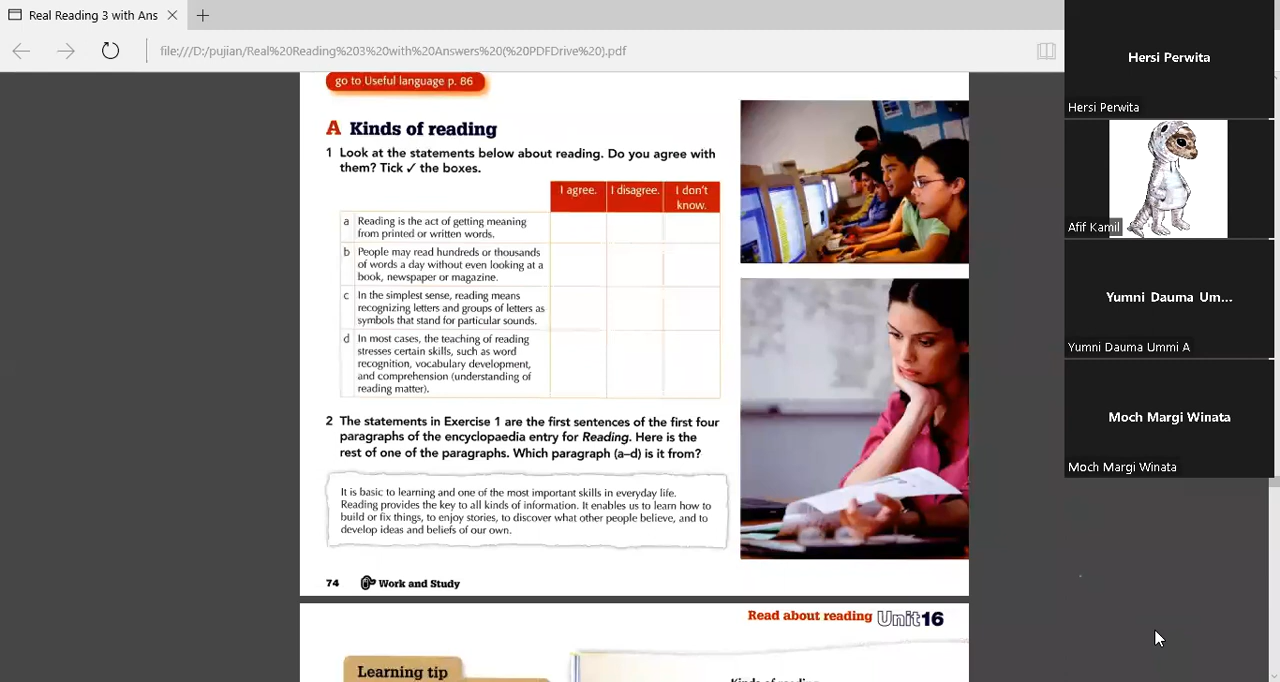 Real Reading 3 with Ans
file:///D:/pujian/Real%20Reading%203%20with%20Answers%20(%20PDFDrive%20).pdf
go to Useful language p. 86
A Kinds of reading
1 Look at the statements below about reading. Do you agree with
them? Tick ✓ the boxes.
I agree.
I disagree.
I don't
know.
a Reading is the act of getting meaning
from printed or written words.
b People may read hundreds or thousands
of words a day without even looking at a
book, newspaper or magazine.
c In the simplest sense, reading means
recognizing letters and groups of letters as
symbols that stand for particular sounds.
d In most cases, the teaching of reading
stresses certain skills, such as word
recognition, vocabulary development,
and comprehension (understanding of
reading matter).
2 The statements in Exercise 1 are the first sentences of the first four
paragraphs of the encyclopaedia entry for Reading. Here is the
rest of one of the paragraphs. Which paragraph (a–d) is it from?
It is basic to learning and one of the most important skills in everyday life.
Reading provides the key to all kinds of information. It enables us to learn how to
build or fix things, to enjoy stories, to discover what other people believe, and to
develop ideas and beliefs of our own.
74 Work and Study
Read about reading Unit16
Learning tip
Kinds of reading
Hersi Perwita
Hersi Perwita
Afif Kamil
Yumni Dauma Um...
Yumni Dauma Ummi A
Moch Margi Winata
Moch Margi Winata